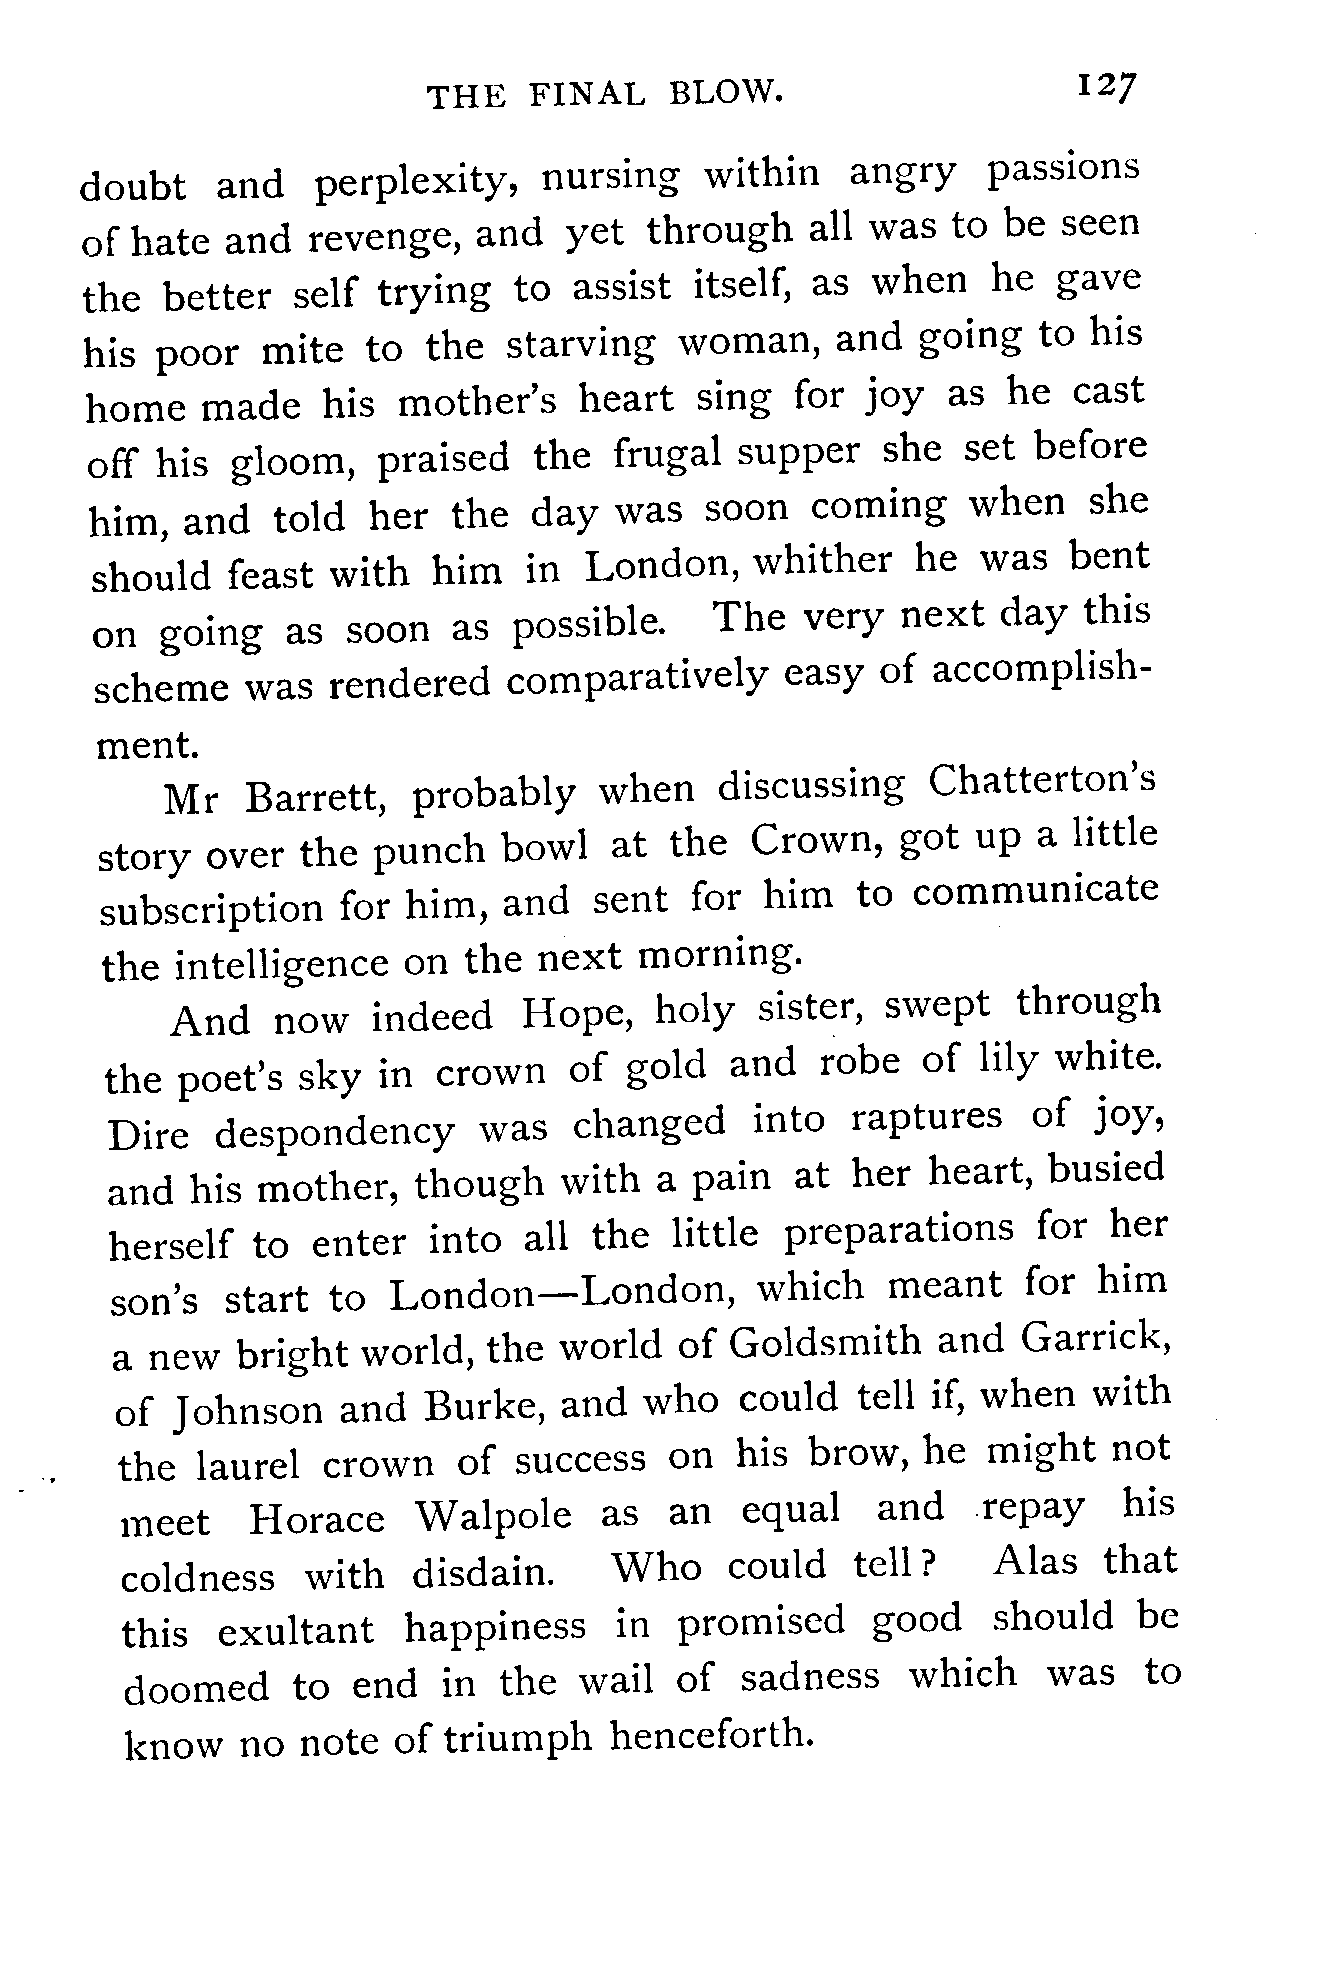 THE FINAL BLOW. 127
doubt and perplexity, nursing within angry passions
of hate and revenge, and yet through all was to be seen
the better self trying to assist itself, as when he gave
his poor mite to the starving woman, and going to his
home made his mother's heart sing for joy as he cast
off his gloom, praised the frugal supper she set before
him, and told her the day was soon coming when she
should feast with him in London, whither he was bent
on going as soon as possible. The very next day this
scheme was rendered comparatively easy of accomplish-
ment.
Mr Barrett, probably when discussing Chatterton's
story over the punch bowl at the Crown, got up a little
subscription for him, and sent for him to communicate
the intelligence on the next morning.
And now indeed Hope, holy sister, swept through
the poet's sky in crown of gold and robe of lily white.
Dire despondency was changed into raptures of joy,
and his mother, though with a pain at her heart, busied
herself to enter into all the little preparations for her
son's start to London—London, which meant for him
a new bright world, the world of Goldsmith and Garrick,
of Johnson and Burke, and who could tell if, when with
the laurel crown of success on his brow, he might not
meet Horace Walpole as an equal and repay his
coldness with disdain. Who could tell? Alas that
this exultant happiness in promised good should be
doomed to end in the wail of sadness which was to
know no note of triumph henceforth.